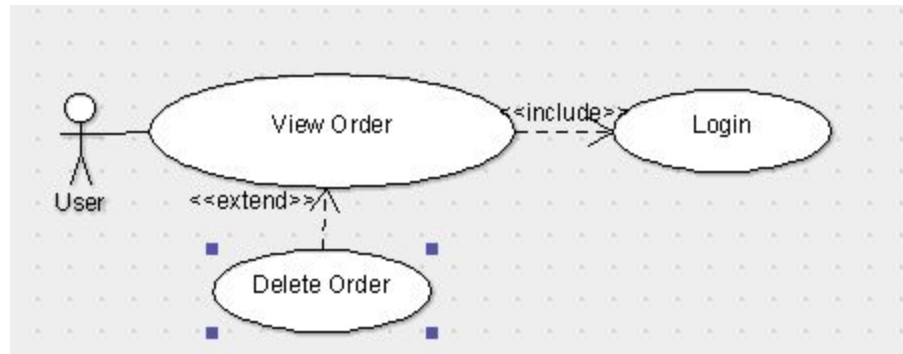 View Order
<<include>>
Login
User
<<extend>>
Delete Order